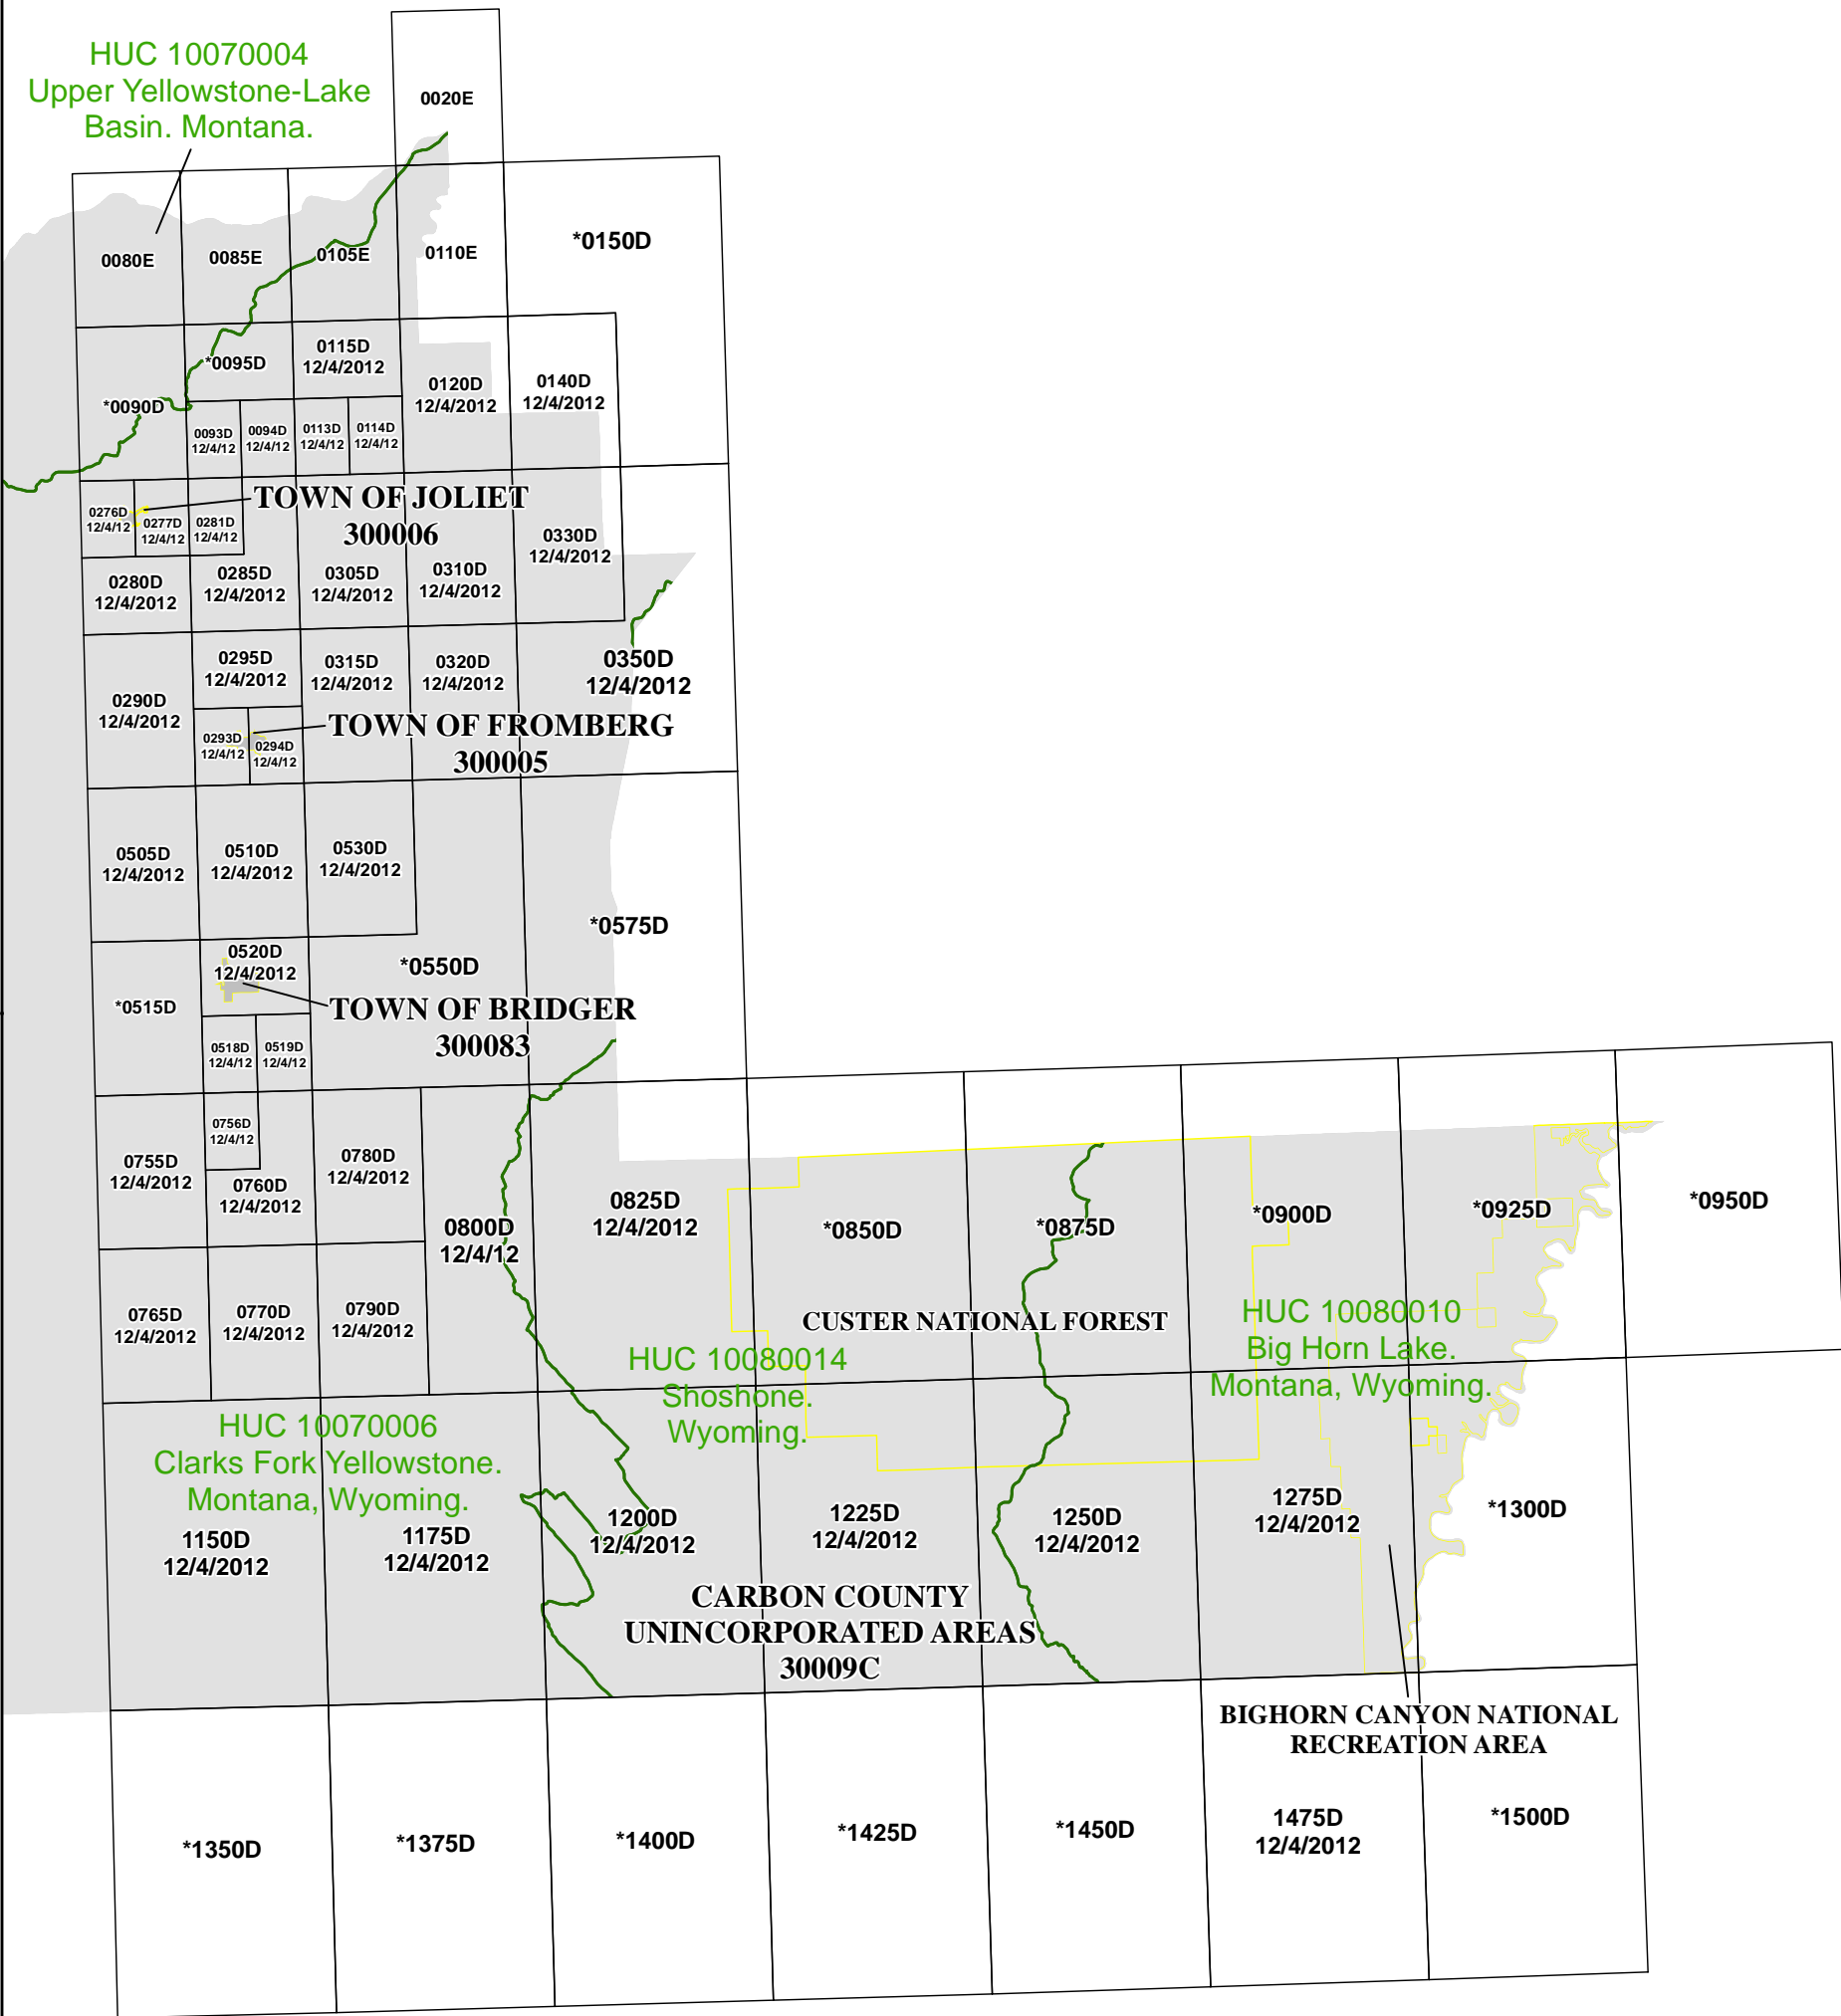 HUC 10070004
Upper Yellowstone-Lake
Basin. Montana.
0020E
0080E
0085E
0105E
0110E
*0150D
*0090D
*0095D
0115D
12/4/2012
0120D
12/4/2012
0140D
12/4/2012
0093D
12/4/12
0094D
12/4/12
0113D
12/4/12
0114D
12/4/12
TOWN OF JOLIET
300006
0276D
12/4/12
0277D
12/4/12
0281D
12/4/12
0330D
12/4/2012
0280D
12/4/2012
0285D
12/4/2012
0305D
12/4/2012
0310D
12/4/2012
0290D
12/4/2012
0295D
12/4/2012
0315D
12/4/2012
0320D
12/4/2012
0350D
12/4/2012
TOWN OF FROMBERG
300005
0293D
12/4/12
0294D
12/4/12
0505D
12/4/2012
0510D
12/4/2012
0530D
12/4/2012
*0575D
*0515D
0520D
12/4/2012
*0550D
TOWN OF BRIDGER
300083
0518D
12/4/12
0519D
12/4/12
0755D
12/4/2012
0756D
12/4/12
0760D
12/4/2012
0780D
12/4/2012
0800D
12/4/12
0825D
12/4/2012
*0850D
*0875D
*0900D
*0925D
*0950D
0765D
12/4/2012
0770D
12/4/2012
0790D
12/4/2012
CUSTER NATIONAL FOREST
HUC 10080014
Shoshone.
Wyoming.
HUC 10080010
Big Horn Lake.
Montana, Wyoming.
HUC 10070006
Clarks Fork Yellowstone.
Montana, Wyoming.
1150D
12/4/2012
1175D
12/4/2012
1200D
12/4/2012
1225D
12/4/2012
1250D
12/4/2012
1275D
12/4/2012
*1300D
CARBON COUNTY
UNINCORPORATED AREAS
30009C
BIGHORN CANYON NATIONAL
RECREATION AREA
*1350D
*1375D
*1400D
*1425D
*1450D
1475D
12/4/2012
*1500D